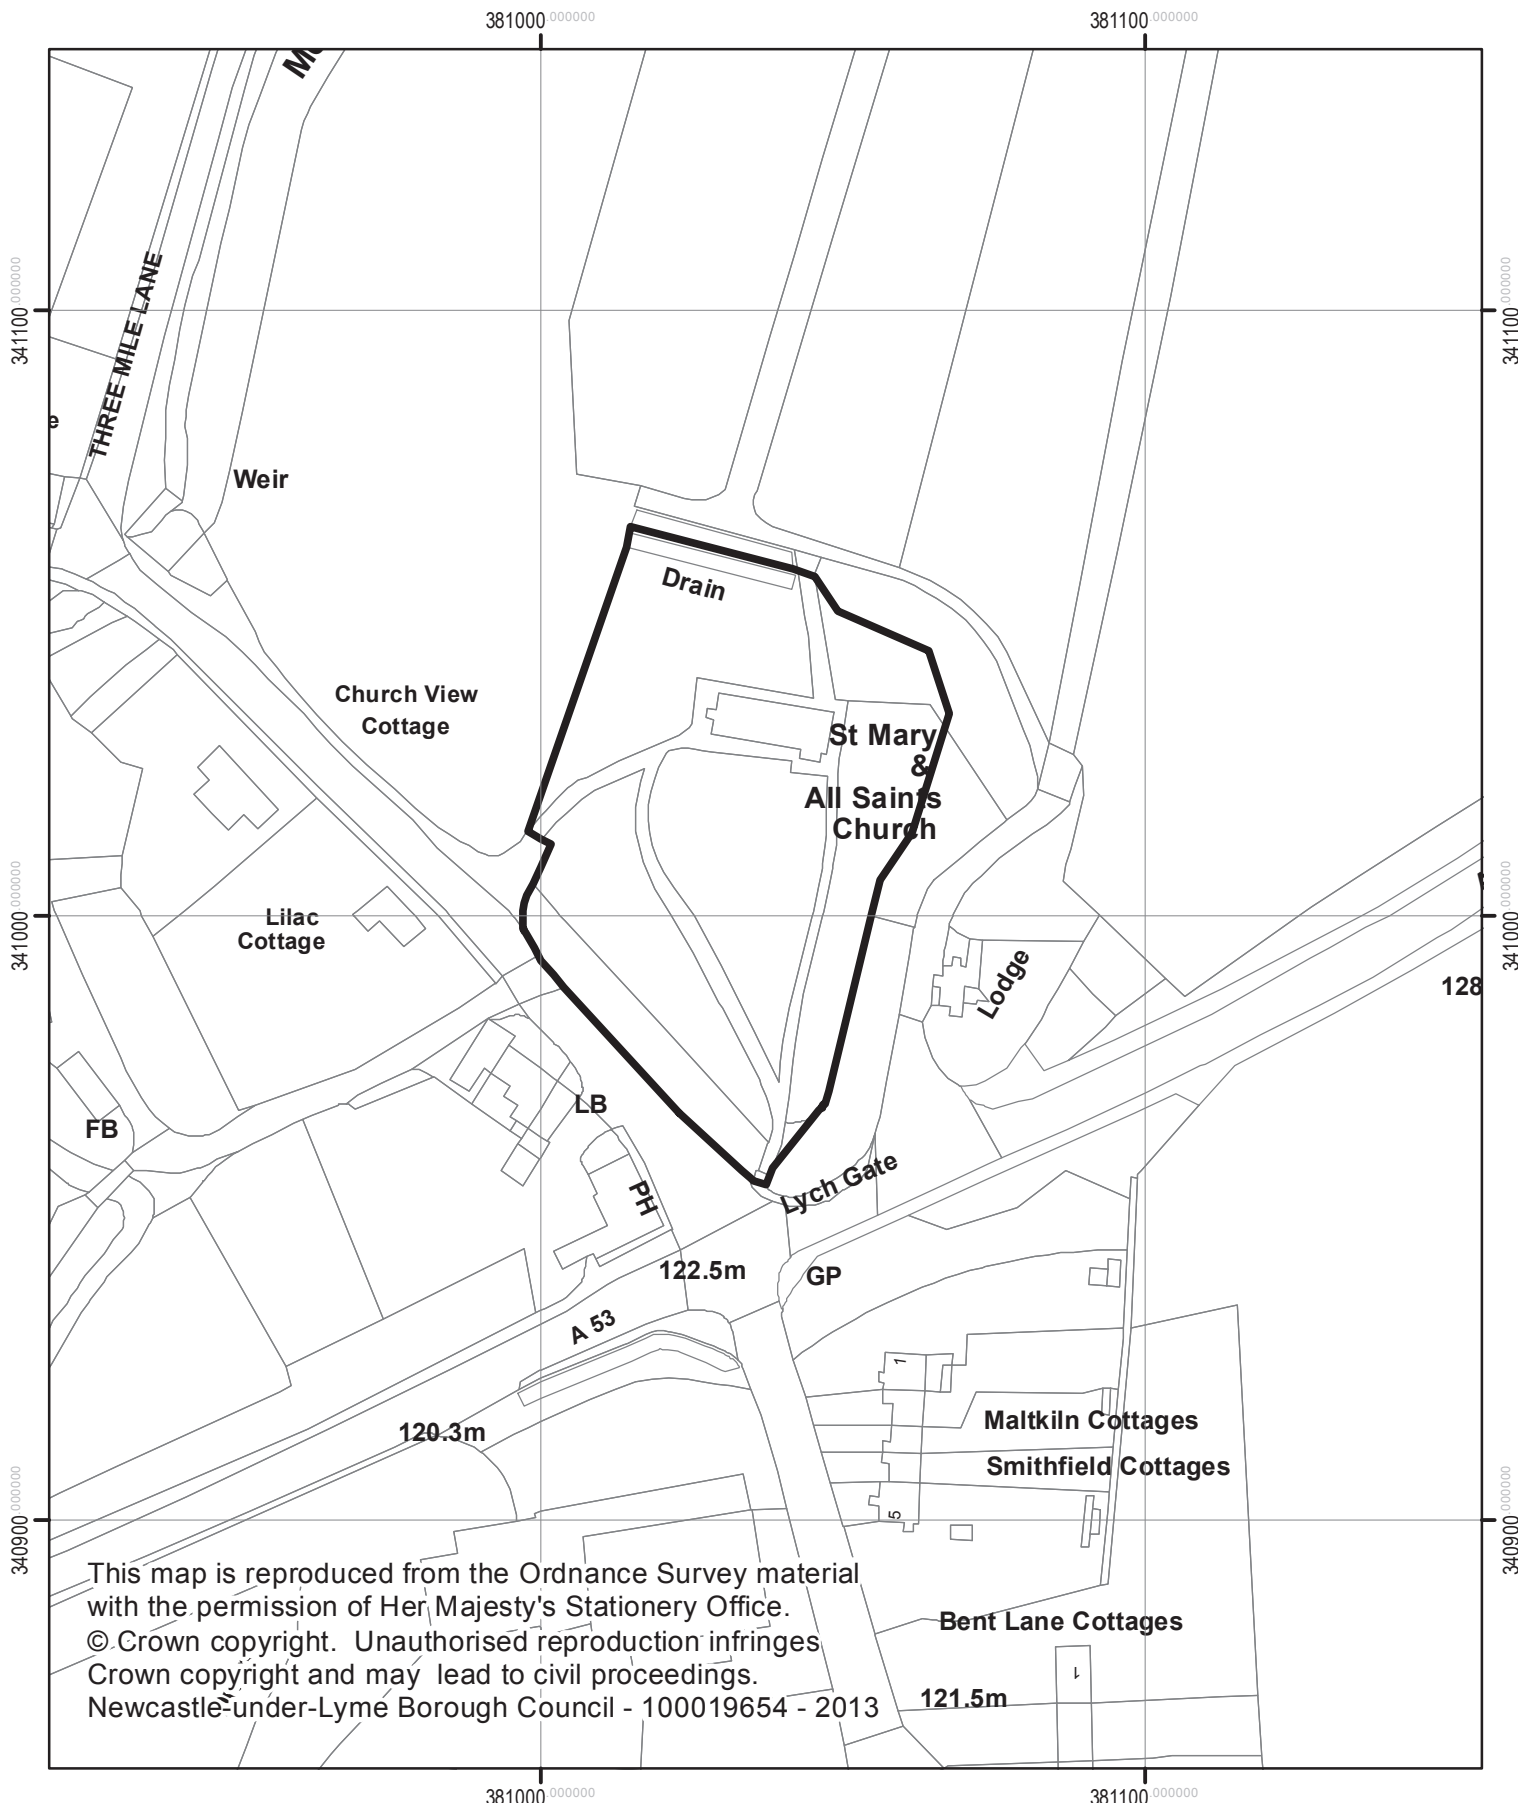 381000.000000
381100.000000
341100.000000
341100.000000
THREE MILE LANE
e
Weir
Drain
Church View
Cottage
St Mary
&
All Saints
Church
341000.000000
341000.000000
Lilac
Cottage
Lodge
128
LB
FB
PH
Lych Gate
122.5m
GP
A 53
1
120.3m
Maltkiln Cottages
Smithfield Cottages
5
340900.000000
340900.000000
This map is reproduced from the Ordnance Survey material
with the permission of Her Majesty's Stationery Office.
© Crown copyright. Unauthorised reproduction infringes
Crown copyright and may lead to civil proceedings.
Newcastle-under-Lyme Borough Council - 100019654 - 2013
Bent Lane Cottages
1
121.5m
381000.000000
381100.000000